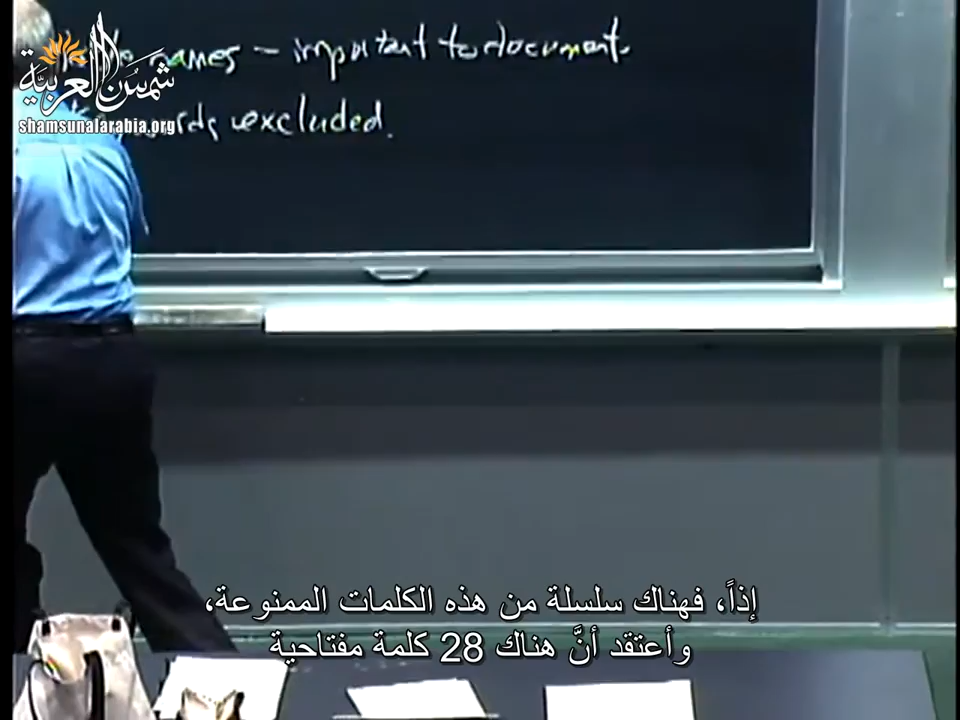 names – important to document.
excluded.
شمس العربية
shamsunalarabia.org
إذاً، فهناك سلسلة من هذه الكلمات الممنوعة،
وأعتقد أنَّ هناك 28 كلمة مفتاحية